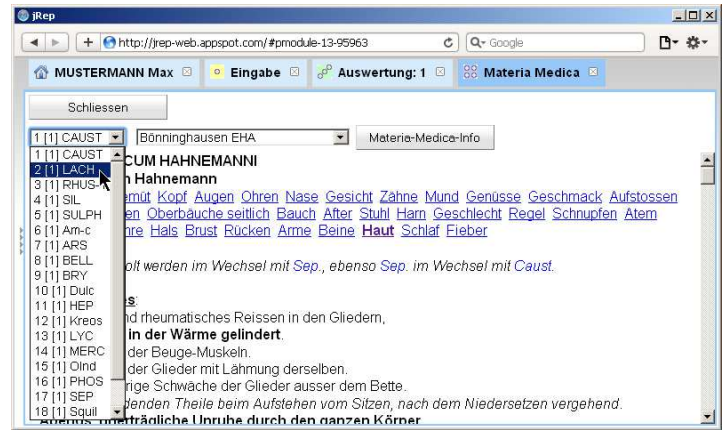 jRep
http://jrep-web.appspot.com/#pmodule-13-95963
Google
MUSTERMANN Max
Eingabe
Auswertung: 1
Materia Medica
Schliessen
1 [1] CAUST
Bönninghausen EHA
Materia-Medica-Info
1 [1] CAUST
2 [1] LACH
3 [1] RHUS-
4 [1] SIL
5 [1] SULPH
6 [1] Am-c
7 [1] ARS
8 [1] BELL
9 [1] BRY
10 [1] Dulc
11 [1] HEP
12 [1] Kreos
13 [1] LYC
14 [1] MERC
15 [1] Olnd
16 [1] PHOS
17 [1] SEP
18 [1] Squil
CUM HAHNEMANNI
n Hahnemann
emüt Kopf Augen Ohren Nase Gesicht Zähne Mund Genüsse Geschmack Aufstossen
en Oberbäuche seitlich Bauch After Stuhl Harn Geschlecht Regel Schnupfen Atem
hre Hals Brust Rücken Arme Beine Haut Schlaf Fieber
olt werden im Wechsel mit Sep., ebenso Sep. im Wechsel mit Caust.
es:
nd rheumatisches Reissen in den Gliedern,
in der Wärme gelindert.
der Beuge-Muskeln.
der Glieder mit Lähmung derselben.
rige Schwäche der Glieder ausser dem Bette.
denden Theile beim Aufstehen vom Sitzen, nach dem Niedersetzen vergehend.
Abends, unerträgliche Unruhe durch den ganzen Körper